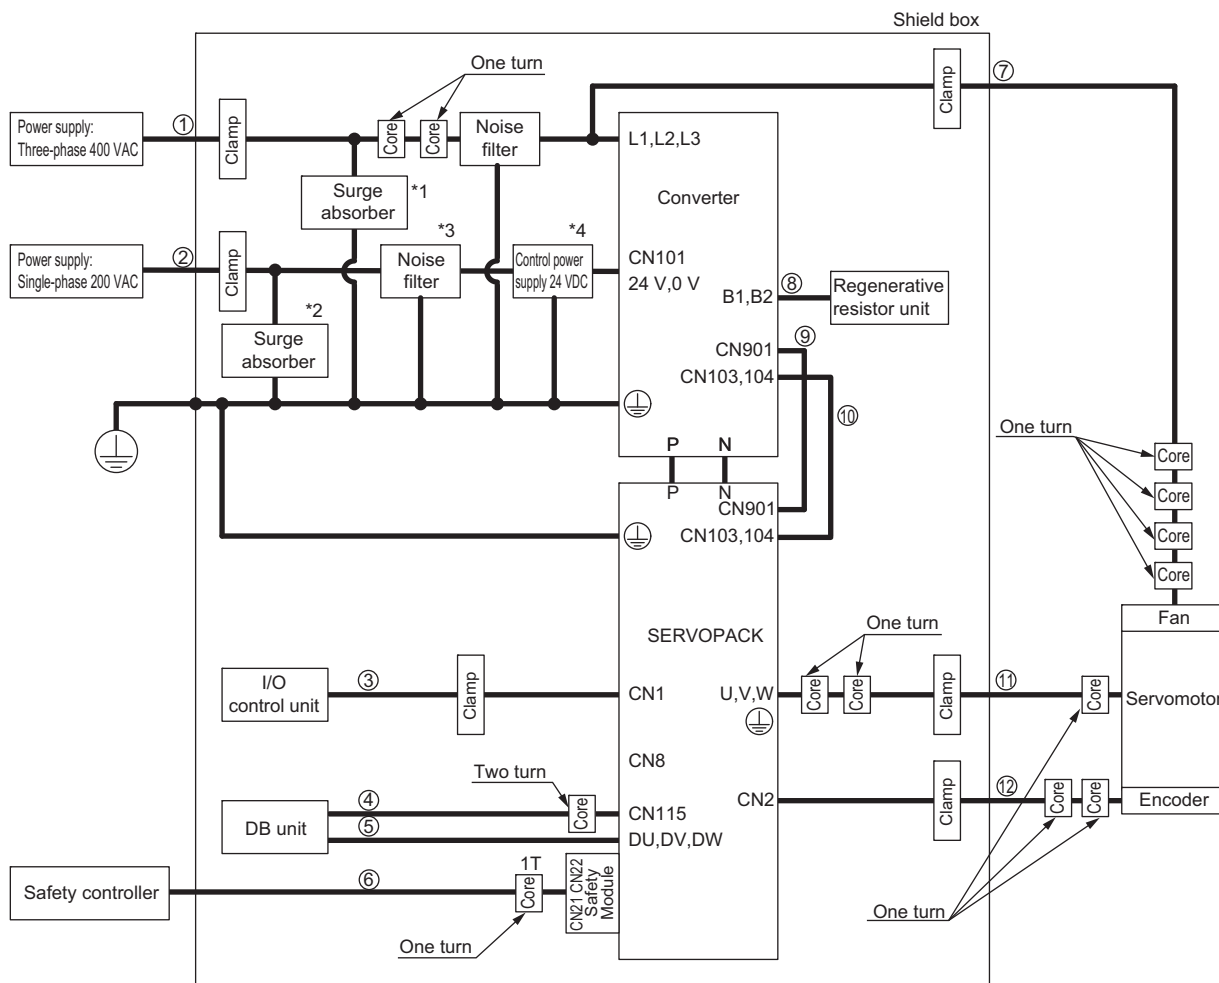 Shield box
One turn
⑦
Clamp
Power supply:
Three-phase 400 VAC
①
Clamp
Core
Core
Noise
filter
L1,L2,L3
Surge
absorber
*1
Converter
Power supply:
Single-phase 200 VAC
②
Clamp
*3
Noise
filter
*4
Control power
supply 24 VDC
CN101
24 V,0 V
B1,B2
⑧
Regenerative
resistor unit
*2
Surge
absorber
⑨
CN901
CN103,104
⑩
One turn
P
N
P
N
CN901
CN103,104
Core
Core
Core
Core
Fan
SERVOPACK
One turn
I/O
control unit
③
Clamp
CN1
U,V,W
Core
Core
Clamp
⑪
Core
Servomotor
CN8
Two turn
Clamp
CN2
⑫
Core
Core
Encoder
DB unit
④
⑤
Core
CN115
DU,DV,DW
Safety controller
⑥
1T
Core
CN21 CN22
Safety
Module
One turn
One turn